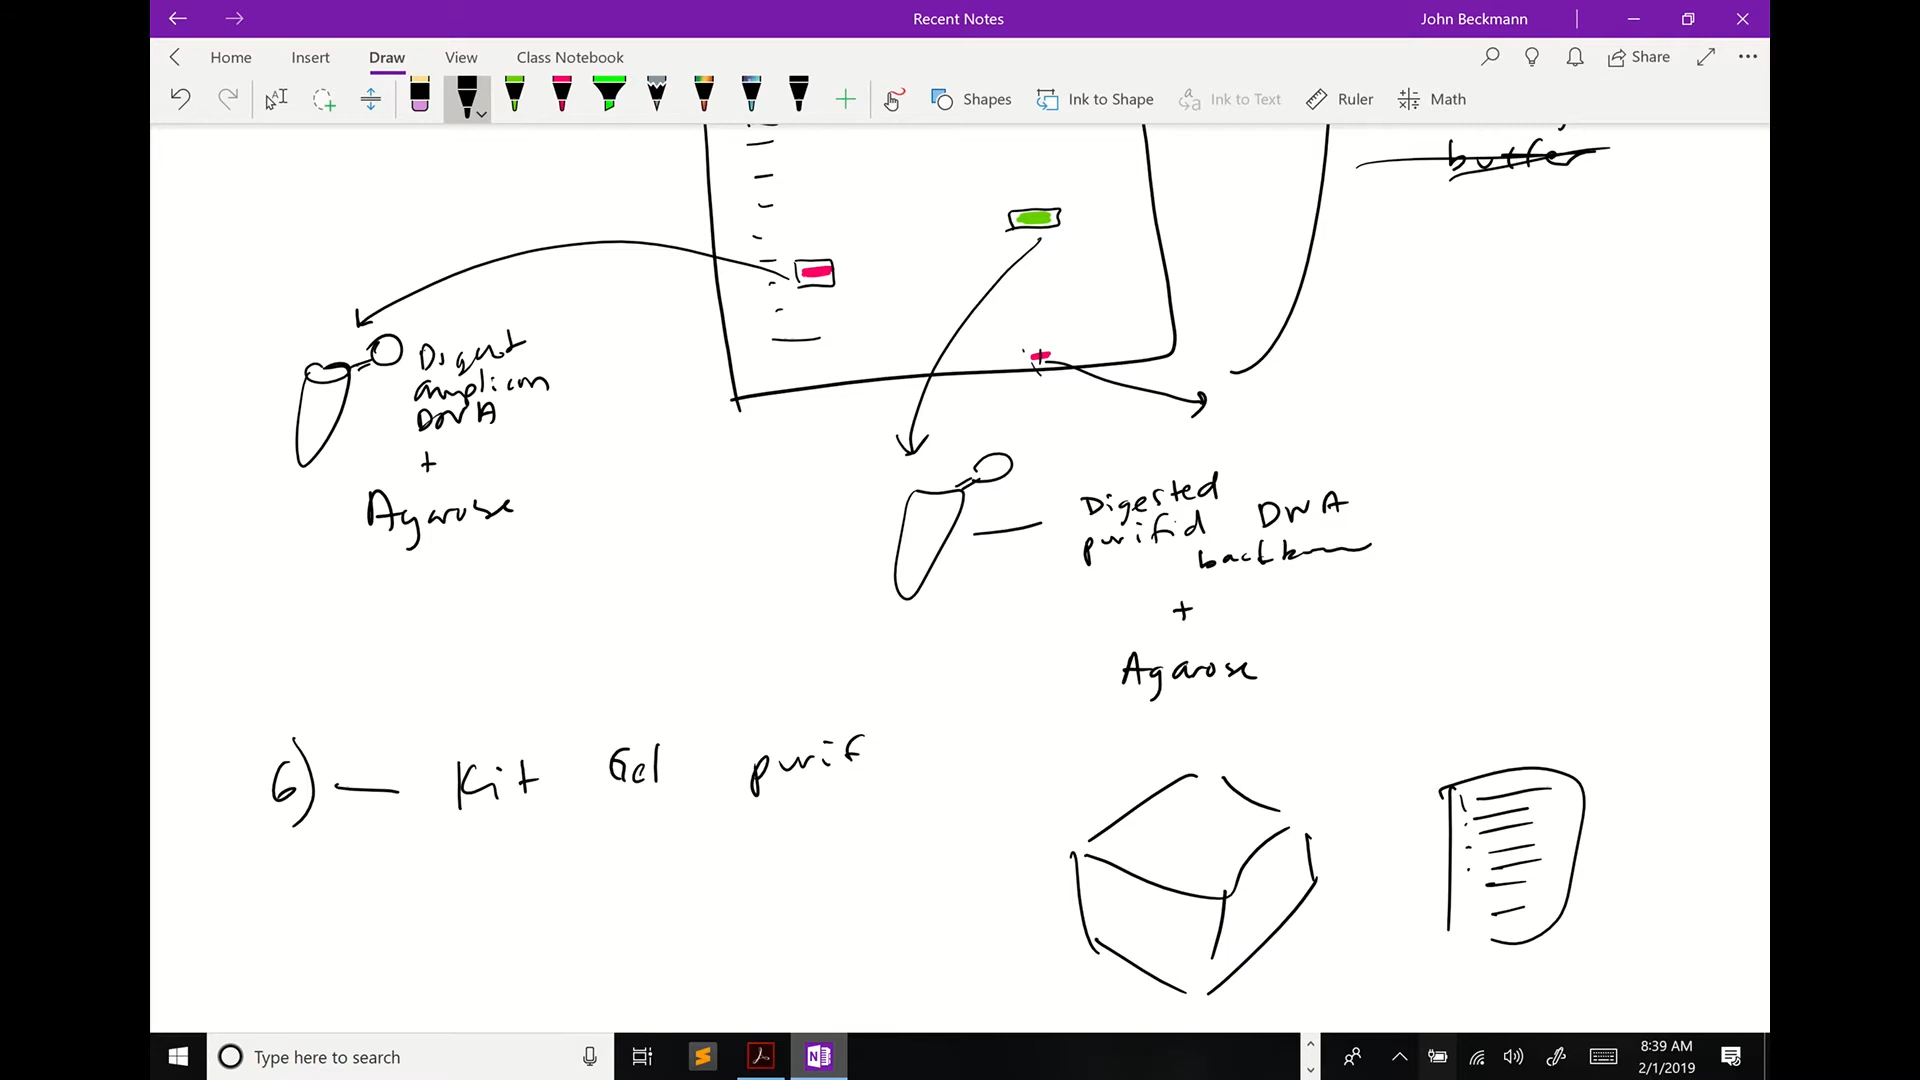 Recent Notes
John Beckmann
Home Insert Draw View Class Notebook
Share
Shapes Ink to Shape Ink to Text Ruler Math
buffer
Digest
amplicon
DNA
+
Agarose
Digested
purifid DNA
+
Agarose
6) — Kit Gel purif
Type here to search
8:39 AM
2/1/2019